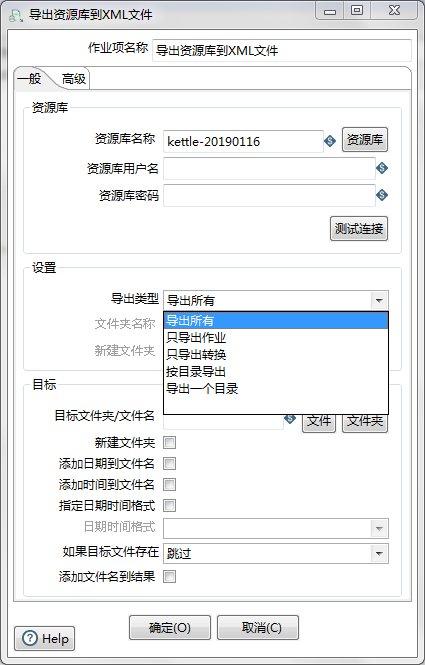 导出资源库到XML文件
作业项名称 导出资源库到XML文件
一般 高级
资源库
资源库名称 kettle-20190116 资源库
资源库用户名
资源库密码
测试连接
设置
导出类型 导出所有
文件夹名称 导出所有
只导出作业
新建文件夹 只导出转换
按目录导出
导出一个目录
目标
目标文件夹/文件名 文件 文件夹
新建文件夹
添加日期到文件名
添加时间到文件名
指定日期时间格式
日期时间格式
如果目标文件存在 跳过
添加文件名到结果
Help 确定(O) 取消(C)